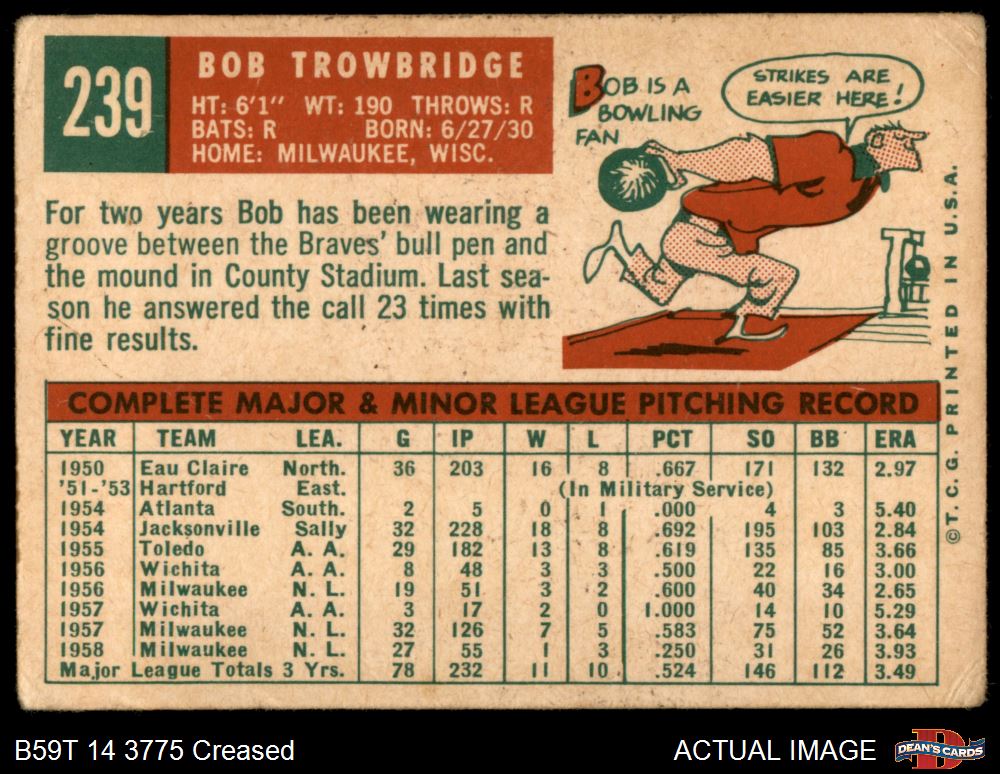 239
BOB TROWBRIDGE
HT: 6'1" WT: 190 THROWS: R
BATS: R BORN: 6/27/30
HOME: MILWAUKEE, WISC.
For two years Bob has been wearing a
groove between the Braves' bull pen and
the mound in County Stadium. Last sea-
son he answered the call 23 times with
fine results.
BOB IS A
BOWLING
FAN
STRIKES ARE
EASIER HERE!
COMPLETE MAJOR & MINOR LEAGUE PITCHING RECORD
YEAR TEAM LEA. G IP W L PCT SO BB ERA
1950 Eau Claire North. 36 203 16 8 .667 171 132 2.97
'51-'53 Hartford East. (In Military Service)
1954 Atlanta South. 2 5 0 1 .000 4 3 5.40
1954 Jacksonville Sally 32 228 18 8 .692 195 103 2.84
1955 Toledo A. A. 29 182 13 8 .619 135 85 3.66
1956 Wichita A. A. 8 48 3 3 .500 22 16 3.00
1956 Milwaukee N. L. 19 51 3 2 .600 40 34 2.65
1957 Wichita A. A. 3 17 2 0 1.000 14 10 5.29
1957 Milwaukee N. L. 32 126 7 5 .583 75 52 3.64
1958 Milwaukee N. L. 27 55 1 3 .250 31 26 3.93
Major League Totals 3 Yrs. 78 232 11 10 .524 146 112 3.49
©T. C. G. PRINTED IN U.S.A.
B59T 14 3775 Creased
ACTUAL IMAGE
DEAN'S CARDS